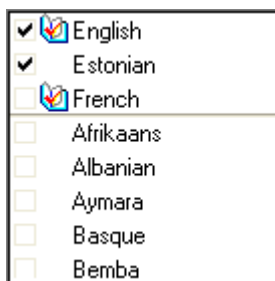 English
Estonian
French
Afrikaans
Albanian
Aymara
Basque
Bemba